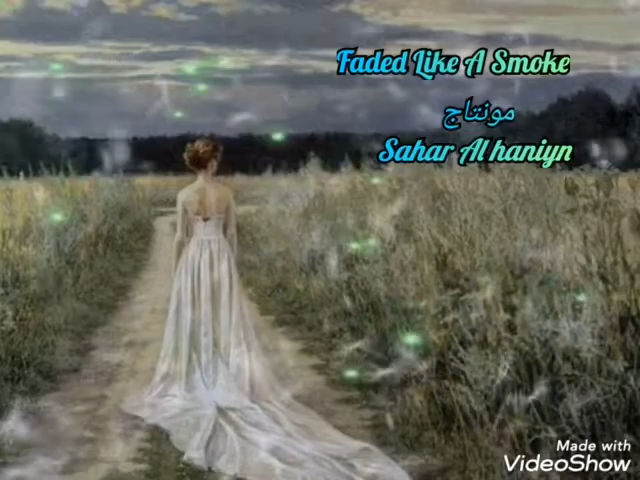 Faded Like A Smoke
مونتاج
Sahar Al haniyn
Made with
VideoShow